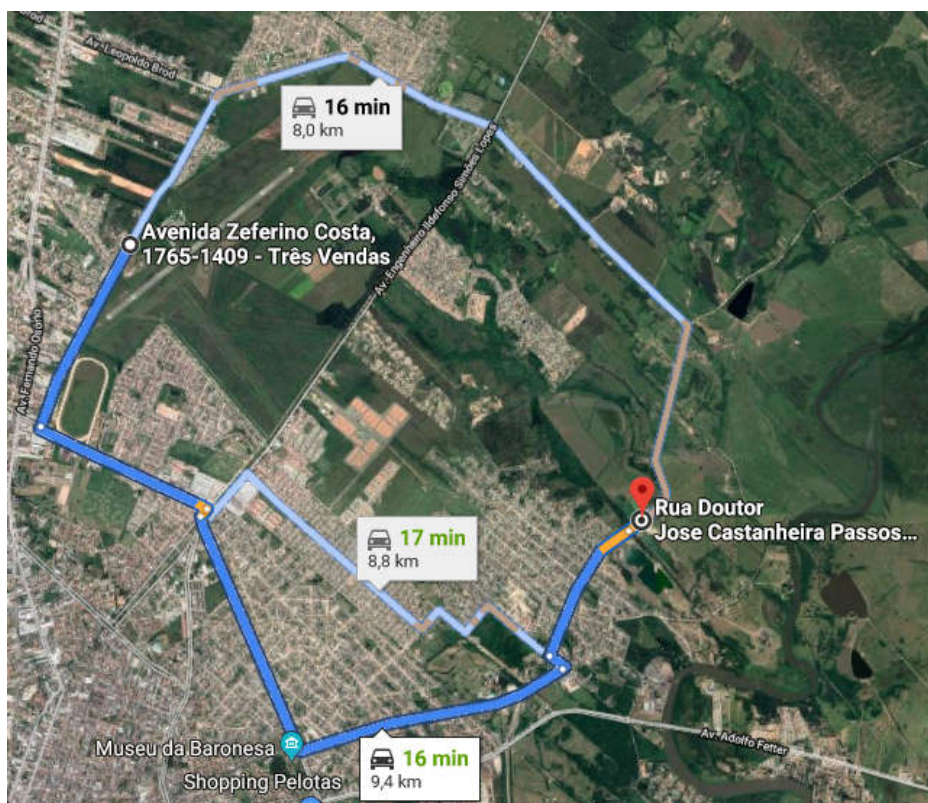 Brod
Av. Leopoldo Brod
16 min
8,0 km
Av. Engenheiro Ildefonso Simões Lopes
Avenida Zeferino Costa,
1765-1409 - Três Vendas
Av. Fernando Osório
Rua Doutor
Jose Castanheira Passos...
17 min
8,8 km
Av. Adolfo Fetter
Museu da Baronesa
Shopping Pelotas
16 min
9,4 km